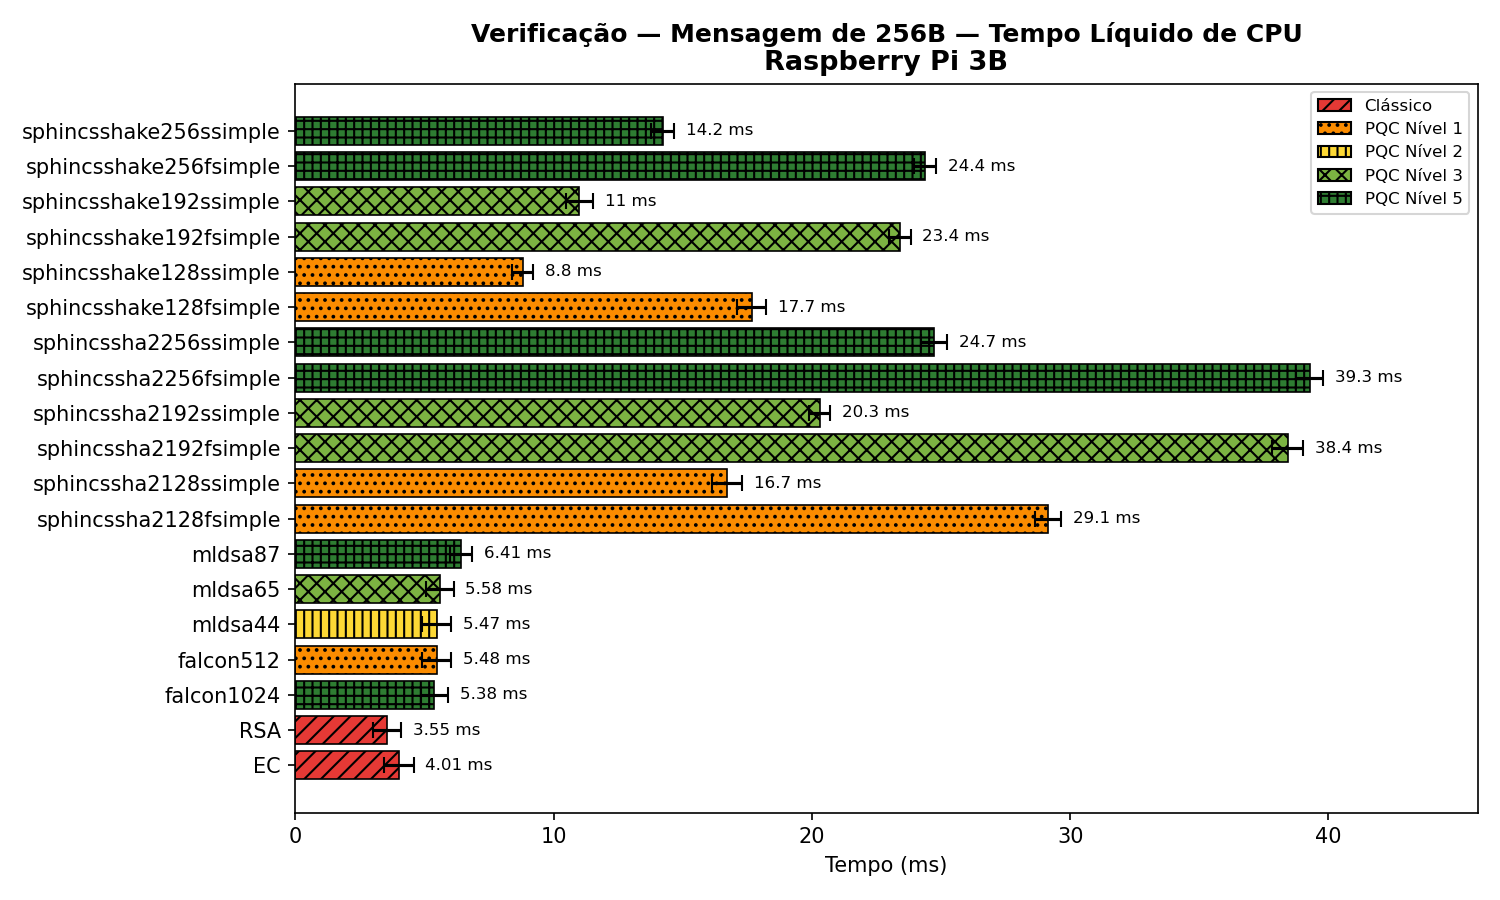 Verificação — Mensagem de 256B — Tempo Líquido de CPU
Raspberry Pi 3B
Clássico
PQC Nível 1
PQC Nível 2
PQC Nível 3
PQC Nível 5
sphincsshake256ssimple 14.2 ms
sphincsshake256fsimple 24.4 ms
sphincsshake192ssimple 11 ms
sphincsshake192fsimple 23.4 ms
sphincsshake128ssimple 8.8 ms
sphincsshake128fsimple 17.7 ms
sphincssha2256ssimple 24.7 ms
sphincssha2256fsimple 39.3 ms
sphincssha2192ssimple 20.3 ms
sphincssha2192fsimple 38.4 ms
sphincssha2128ssimple 16.7 ms
sphincssha2128fsimple 29.1 ms
mldsa87 6.41 ms
mldsa65 5.58 ms
mldsa44 5.47 ms
falcon512 5.48 ms
falcon1024 5.38 ms
RSA 3.55 ms
EC 4.01 ms
0 10 20 30 40
Tempo (ms)